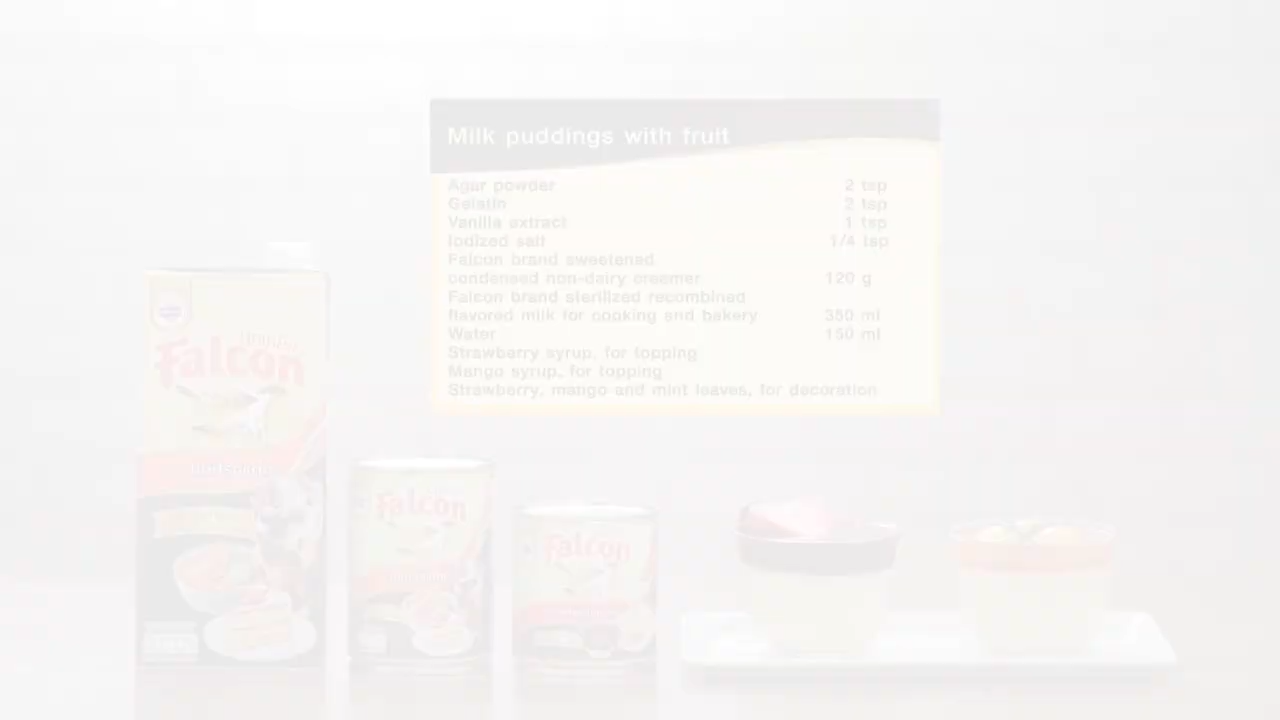 Milk puddings with fruit
Agar powder 2 tsp
Gelatin 2 tsp
Vanilla extract 1 tsp
Iodized salt 1/4 tsp
Falcon brand sweetened
condensed non-dairy creamer 120 g
Falcon brand sterilized recombined
flavored milk for cooking and bakery 350 ml
Water 150 ml
Strawberry syrup, for topping
Mango syrup, for topping
Strawberry, mango and mint leaves, for decoration
Falcon
Falcon
Falcon